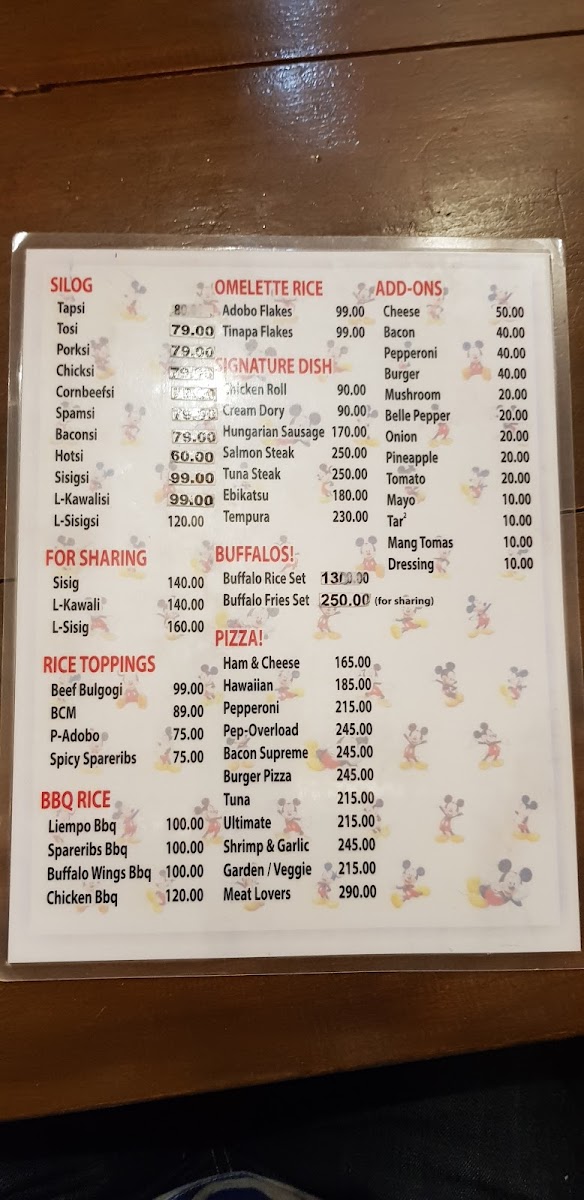 SILOG
Tapsi
Tosi 79.00
Porksi 79.00
Chicksi
Cornbeefsi
Spamsi 79.00
Baconsi 79.00
Hotsi 60.00
Sisigsi 99.00
L-Kawalisi 99.00
L-Sisigsi 120.00
FOR SHARING
Sisig 140.00
L-Kawali 140.00
L-Sisig 160.00
RICE TOPPINGS
Beef Bulgogi 99.00
BCM 89.00
P-Adobo 75.00
Spicy Spareribs 75.00
BBQ RICE
Liempo Bbq 100.00
Spareribs Bbq 100.00
Buffalo Wings Bbq 100.00
Chicken Bbq 120.00
OMELETTE RICE
Adobo Flakes 99.00
Tinapa Flakes 99.00
SIGNATURE DISH
Chicken Roll 90.00
Cream Dory 90.00
Hungarian Sausage 170.00
Salmon Steak 250.00
Tuna Steak 250.00
Ebikatsu 180.00
Tempura 230.00
BUFFALOS!
Buffalo Rice Set
Buffalo Fries Set 250.00 (for sharing)
PIZZA!
Ham & Cheese 165.00
Hawaiian 185.00
Pepperoni 215.00
Pep-Overload 245.00
Bacon Supreme 245.00
Burger Pizza 245.00
Tuna 215.00
Ultimate 215.00
Shrimp & Garlic 245.00
Garden / Veggie 215.00
Meat Lovers 290.00
ADD-ONS
Cheese 50.00
Bacon 40.00
Pepperoni 40.00
Burger 40.00
Mushroom 20.00
Belle Pepper 20.00
Onion 20.00
Pineapple 20.00
Tomato 20.00
Mayo 10.00
Tar² 10.00
Mang Tomas 10.00
Dressing 10.00